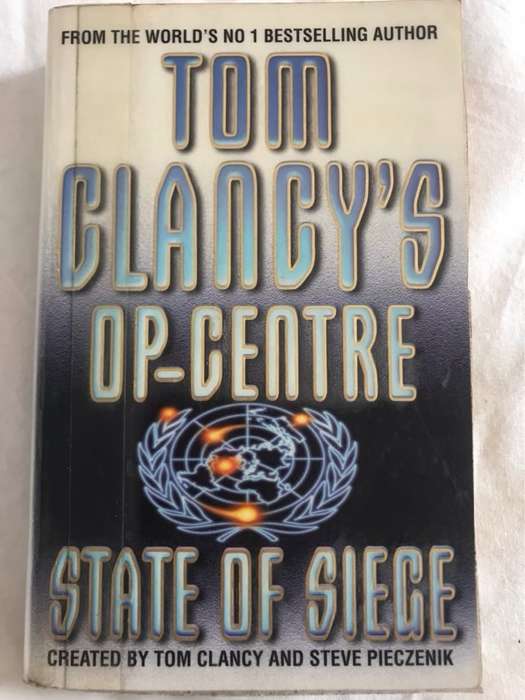 FROM THE WORLD'S NO 1 BESTSELLING AUTHOR
TOM
CLANCY'S
OP-CENTRE
STATE OF SIEGE
CREATED BY TOM CLANCY AND STEVE PIECZENIK